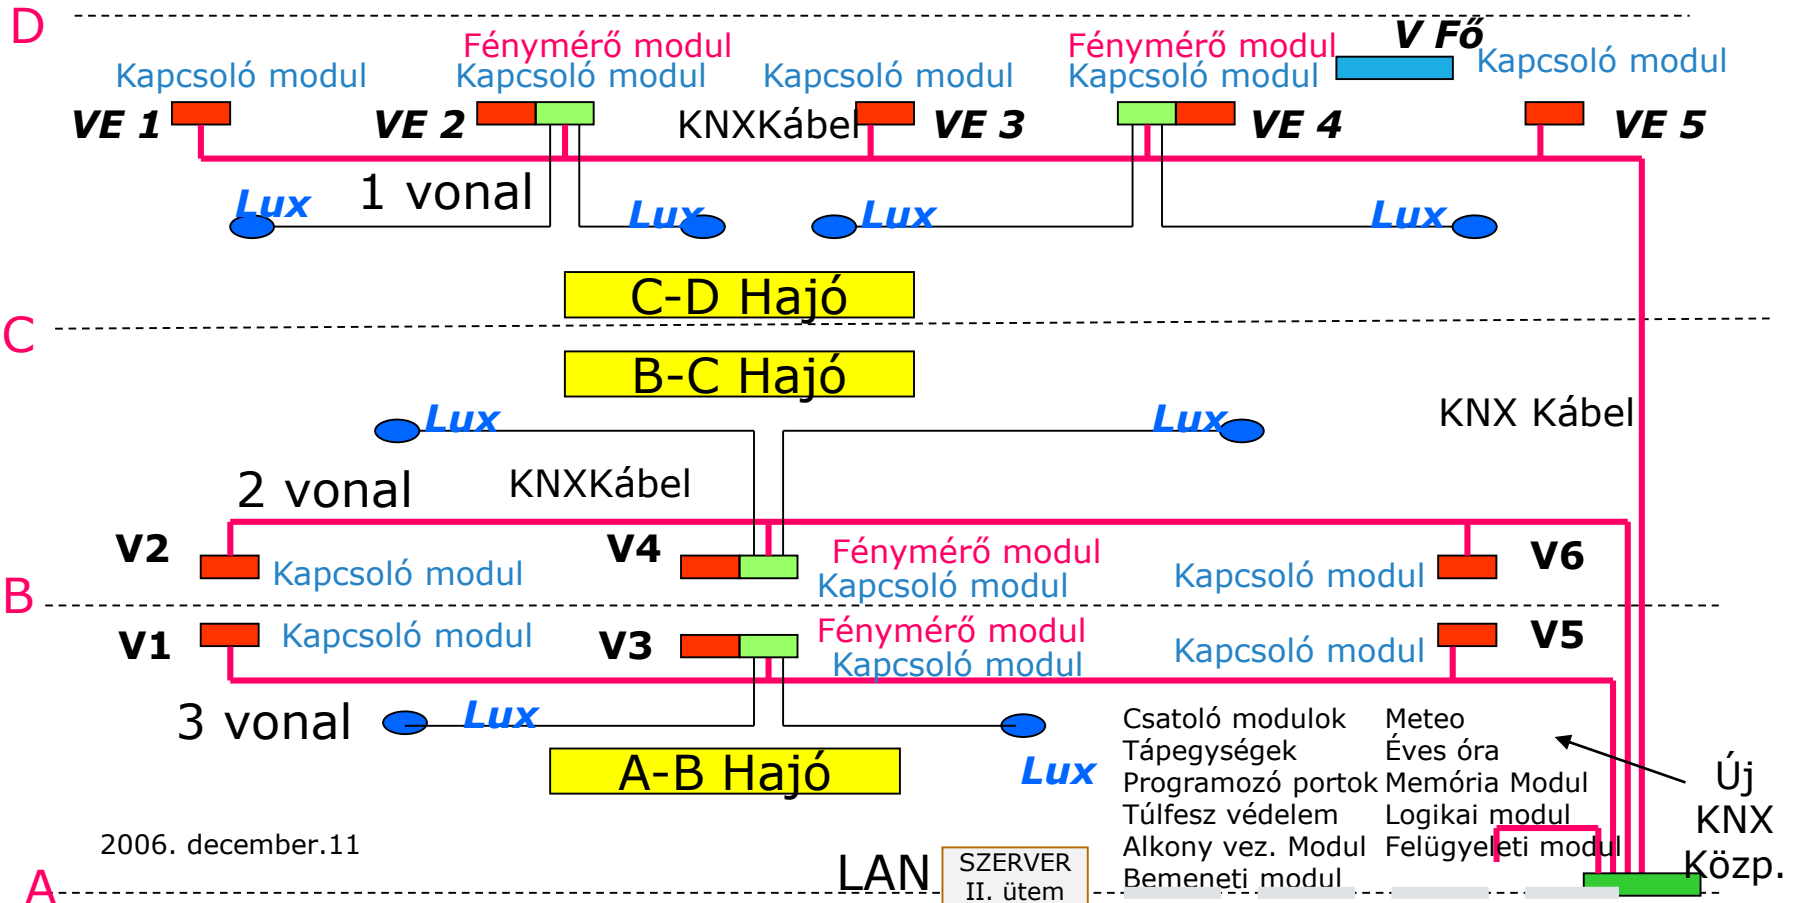 D
V Fő
Fénymérő modul
Fénymérő modul
Kapcsoló modul
Kapcsoló modul
Kapcsoló modul
Kapcsoló modul
Kapcsoló modul
VE 1
VE 2
KNXKábel
VE 3
VE 4
VE 5
1 vonal
Lux
Lux
Lux
Lux
C-D Hajó
C
B-C Hajó
Lux
Lux
KNX Kábel
2 vonal
KNXKábel
V2
Kapcsoló modul
V4
Fénymérő modul
Kapcsoló modul
Kapcsoló modul
V6
B
V1
Kapcsoló modul
V3
Fénymérő modul
Kapcsoló modul
Kapcsoló modul
V5
3 vonal
Lux
Lux
A-B Hajó
Csatoló modulok
Tápegységek
Programozó portok
Túlfesz védelem
Alkony vez. Modul
Bemeneti modul
Meteo
Éves óra
Memória Modul
Logikai modul
Felügyeleti modul
Új
KNX
Közp.
2006. december.11
LAN
SZERVER
II. ütem
A